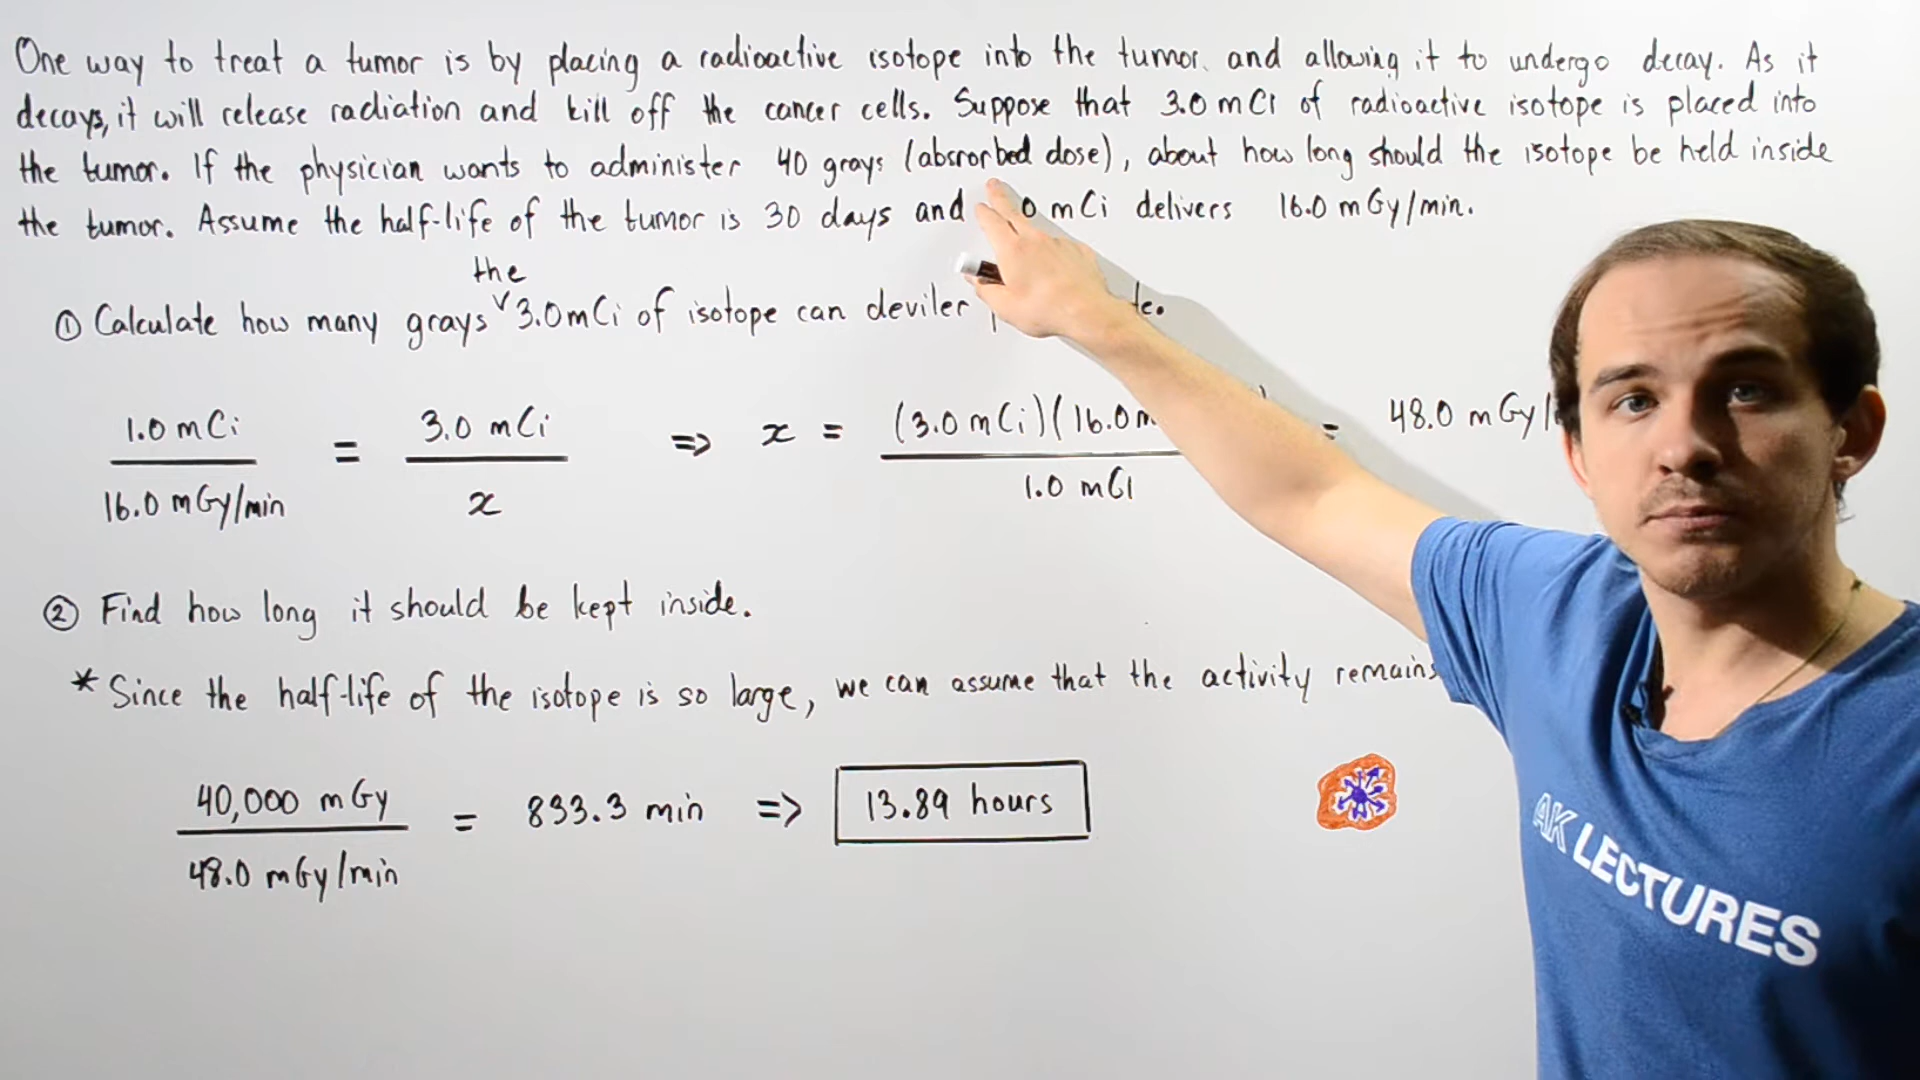 One way to treat a tumor is by placing a radioactive isotope into the tumor and allowing it to undergo decay. As it
decays, it will release radiation and kill off the cancer cells. Suppose that 3.0 mCi of radioactive isotope is placed into
the tumor. If the physician wants to administer 40 grays (absrorbed dose), about how long should the isotope be held inside
the tumor. Assume the half-life of the tumor is 30 days and 0 mCi delivers 16.0 mGy/min.
the
① Calculate how many grays ˅ 3.0mCi of isotope can deviler
1.0 mCi / 16.0 mGy/min = 3.0 mCi / x => x = (3.0 mCi)(16.0 m / 1.0 mCi = 48.0 mGy/
② Find how long it should be kept inside.
* Since the half-life of the isotope is so large, we can assume that the activity remains
40,000 mGy / 48.0 mGy/min = 833.3 min => 13.89 hours
AK LECTURES